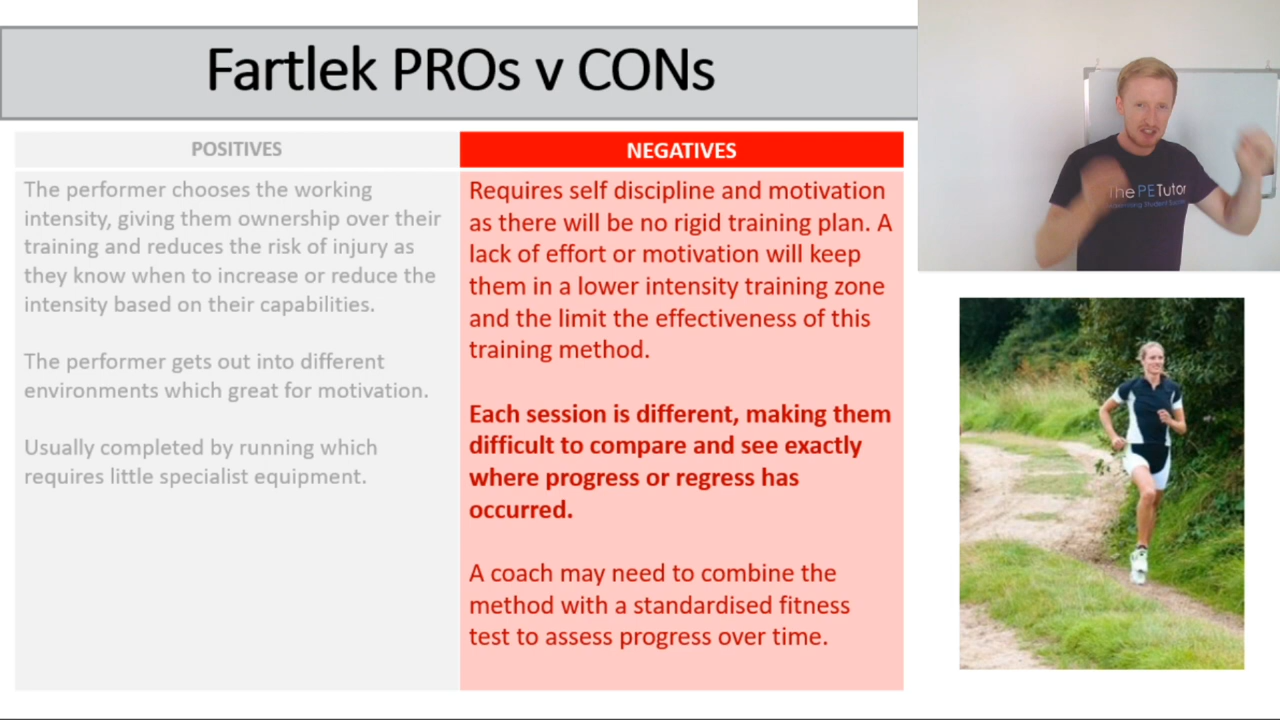 Fartlek PROs v CONs
POSITIVES
The performer chooses the working
intensity, giving them ownership over their
training and reduces the risk of injury as
they know when to increase or reduce the
intensity based on their capabilities.
The performer gets out into different
environments which great for motivation.
Usually completed by running which
requires little specialist equipment.
NEGATIVES
Requires self discipline and motivation
as there will be no rigid training plan. A
lack of effort or motivation will keep
them in a lower intensity training zone
and the limit the effectiveness of this
training method.
Each session is different, making them
difficult to compare and see exactly
where progress or regress has
occurred.
A coach may need to combine the
method with a standardised fitness
test to assess progress over time.
The PETutor